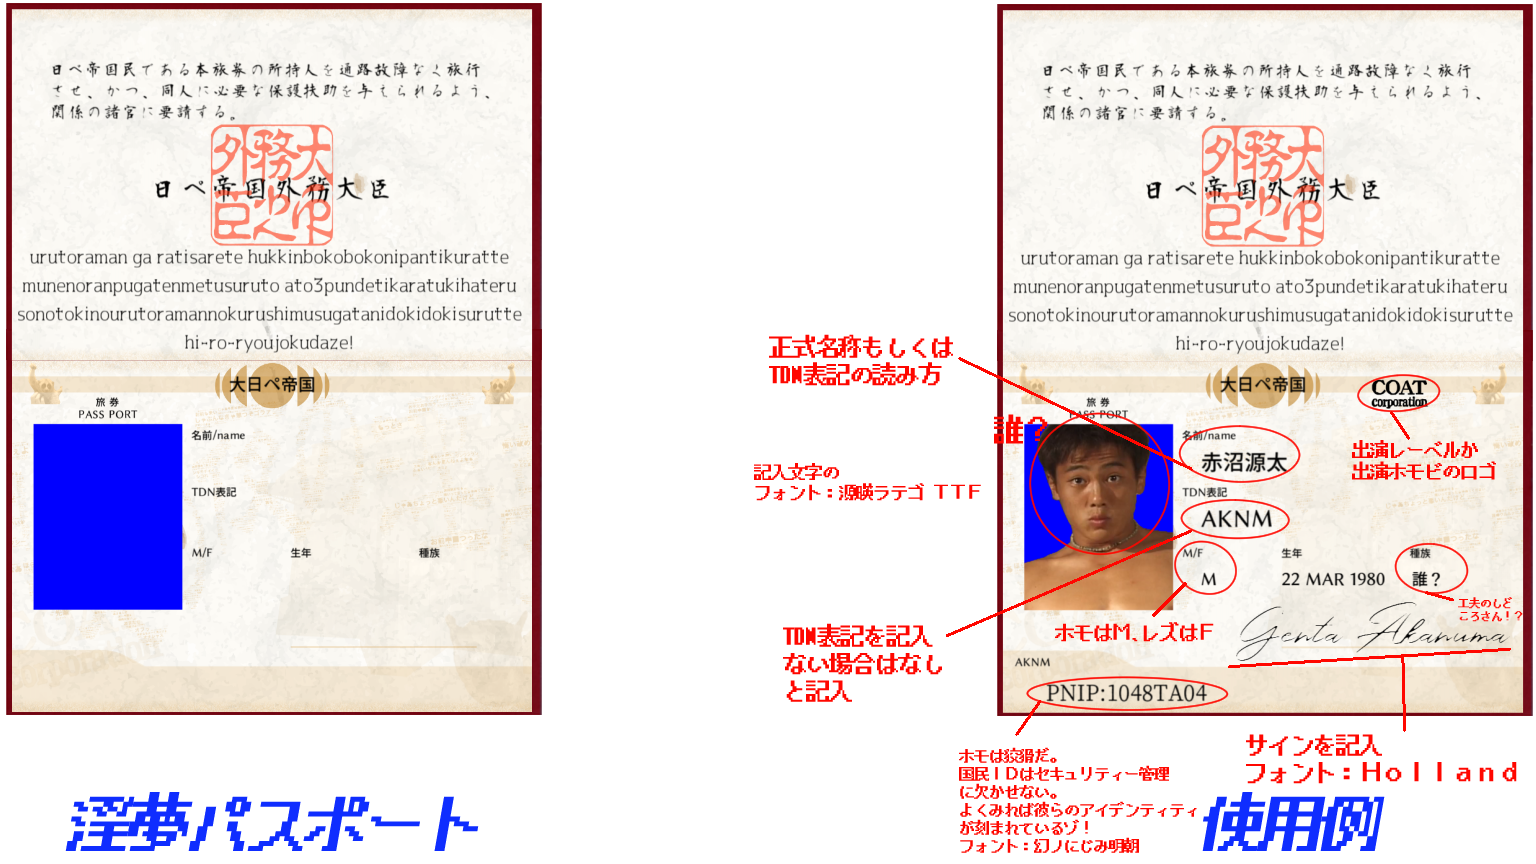 日ペ帝国民である本旅券の所持人を通路故障なく旅行
させ、かつ、同人に必要な保護扶助を与えられるよう、
関係の諸官に要請する。
日ペ帝国外務大臣
大臣之印
外務
urutoraman ga ratisarete hukkinbokobokonipantikuratte
munenoranpugatenmetusuruto ato3pundetikaratukihateru
sonotokinourutoramannokurushimusugatanidokidokisurutte
hi-ro-ryoujokudaze!
大日ペ帝国
旅 券
PASS PORT
名前/name
TDN表記
M/F
生年
種族
淫夢パスポート
日ペ帝国民である本旅券の所持人を通路故障なく旅行
させ、かつ、同人に必要な保護扶助を与えられるよう、
関係の諸官に要請する。
日ペ帝国外務大臣
urutoraman ga ratisarete hukkinbokobokonipantikuratte
munenoranpugatenmetusuruto ato3pundetikaratukihateru
sonotokinourutoramannokurushimusugatanidokidokisurutte
hi-ro-ryoujokudaze!
正式名称もしくは
TDN表記の読み方
大日ペ帝国
COAT
corporation
旅 券
PASS PORT
誰？
名前/name
赤沼源太
出演レーベルか
出演ホモビのロゴ
記入文字の
フォント：源暎ラテゴ TTF
TDN表記
AKNM
M/F
M
生年
22 MAR 1980
種族
誰？
工夫のしど
ころさん！？
ホモはM、レズはF
Genta Akanuma
TDN表記を記入
ない場合はなし
と記入
AKNM
PNIP:1048TA04
ホモは狡猾だ。
国民IDはセキュリティー管理
に欠かせない。
よくみれば彼らのアイデンティティ
が刻まれているゾ！
フォント：幻ノにじみ明朝
サインを記入
フォント：Holland
使用例